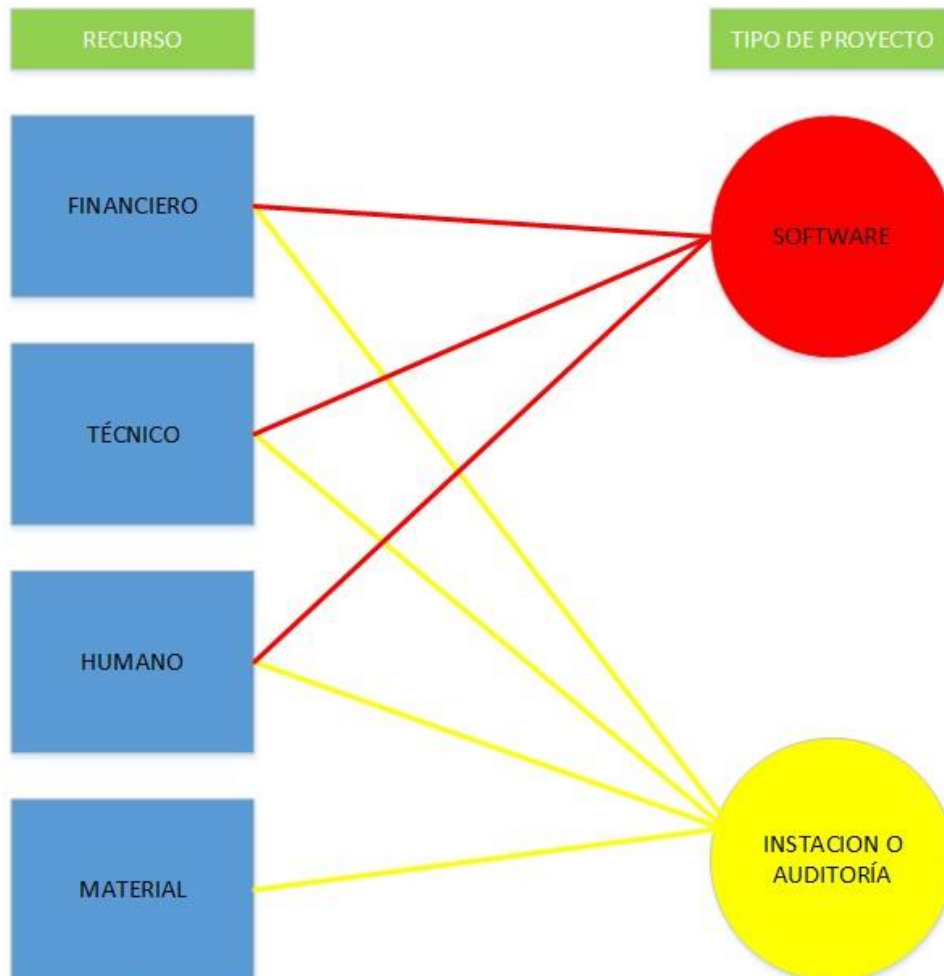 RECURSO
TIPO DE PROYECTO
FINANCIERO
SOFTWARE
TÉCNICO
HUMANO
MATERIAL
INSTACION O
AUDITORÍA